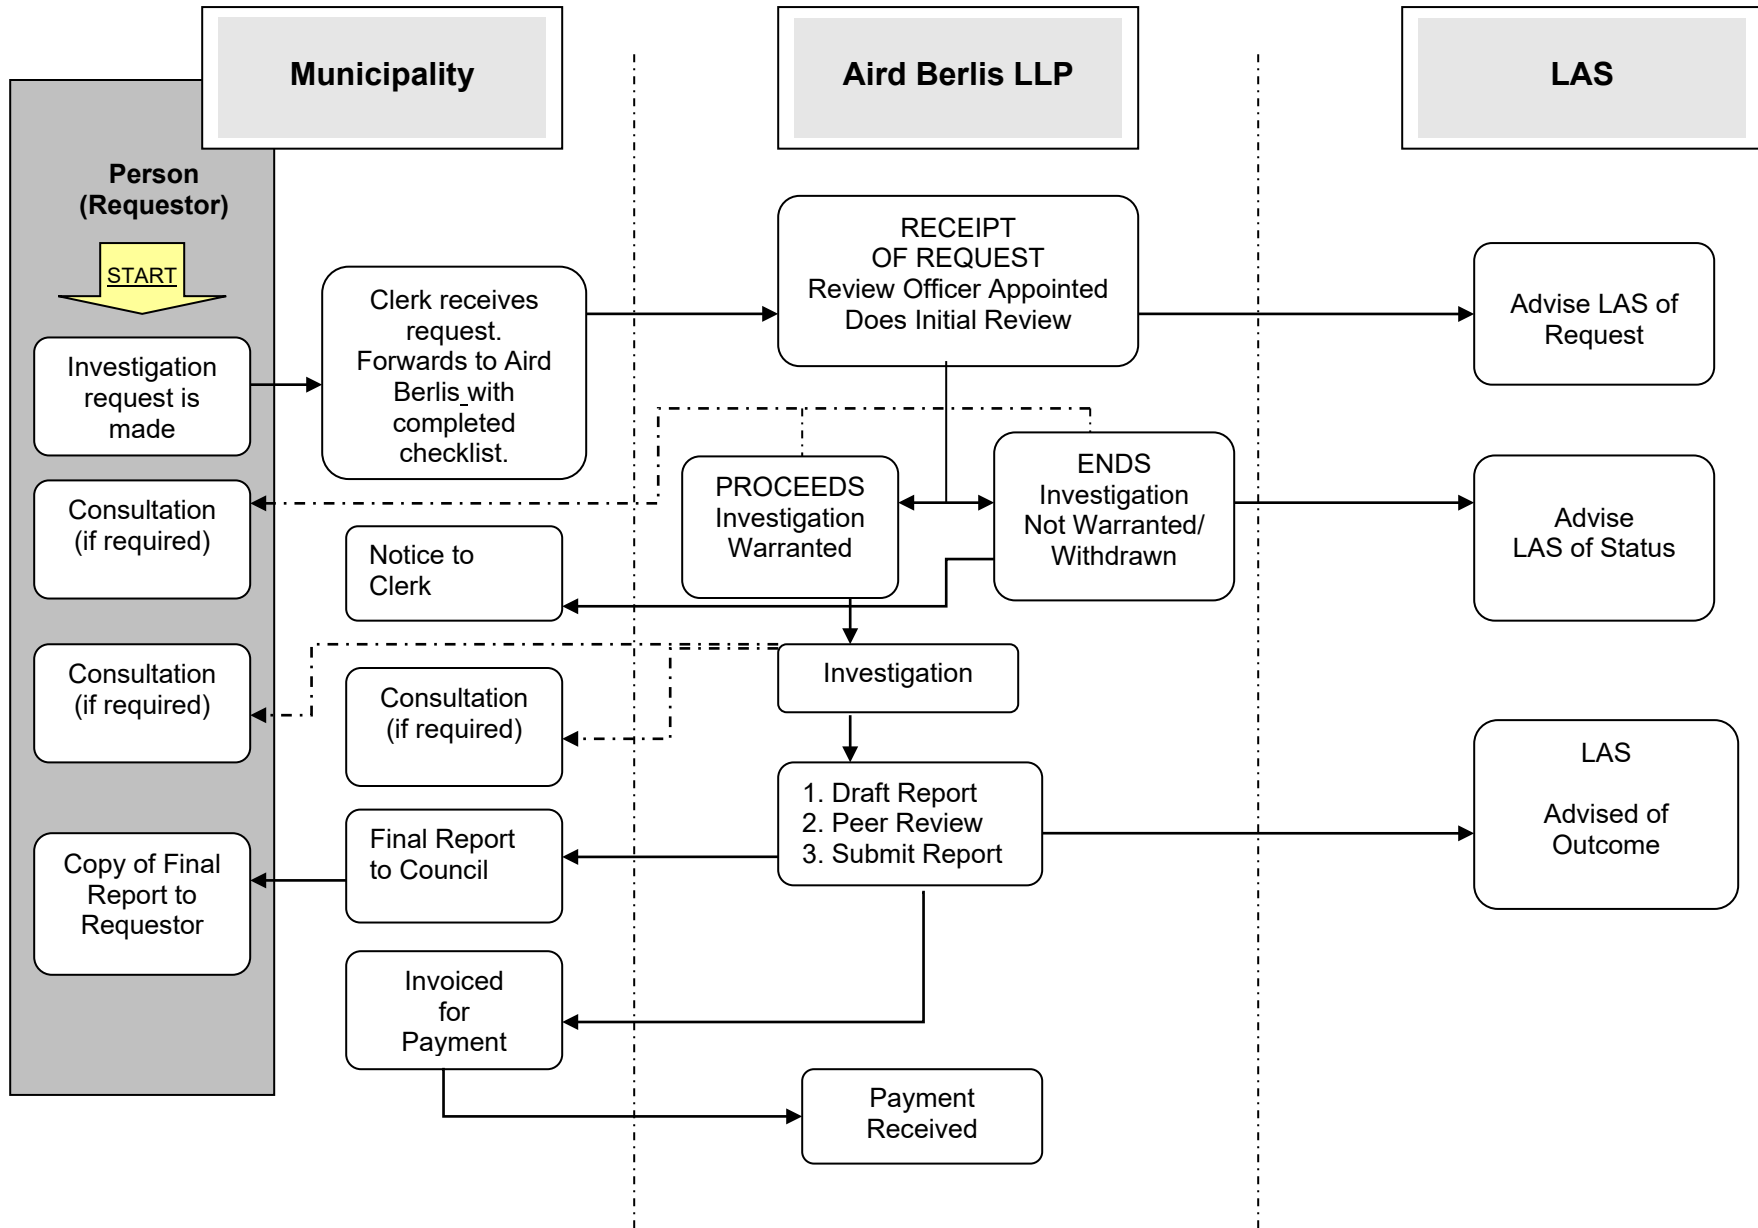 Municipality
Aird Berlis LLP
LAS
Person
(Requestor)
START
Investigation
request is
made
Clerk receives
request.
Forwards to Aird
Berlis with
completed
checklist.
RECEIPT
OF REQUEST
Review Officer Appointed
Does Initial Review
Advise LAS of
Request
Consultation
(if required)
Notice to
Clerk
PROCEEDS
Investigation
Warranted
ENDS
Investigation
Not Warranted/
Withdrawn
Advise
LAS of Status
Consultation
(if required)
Consultation
(if required)
Investigation
1. Draft Report
2. Peer Review
3. Submit Report
LAS
Advised of
Outcome
Copy of Final
Report to
Requestor
Final Report
to Council
Invoiced
for
Payment
Payment
Received